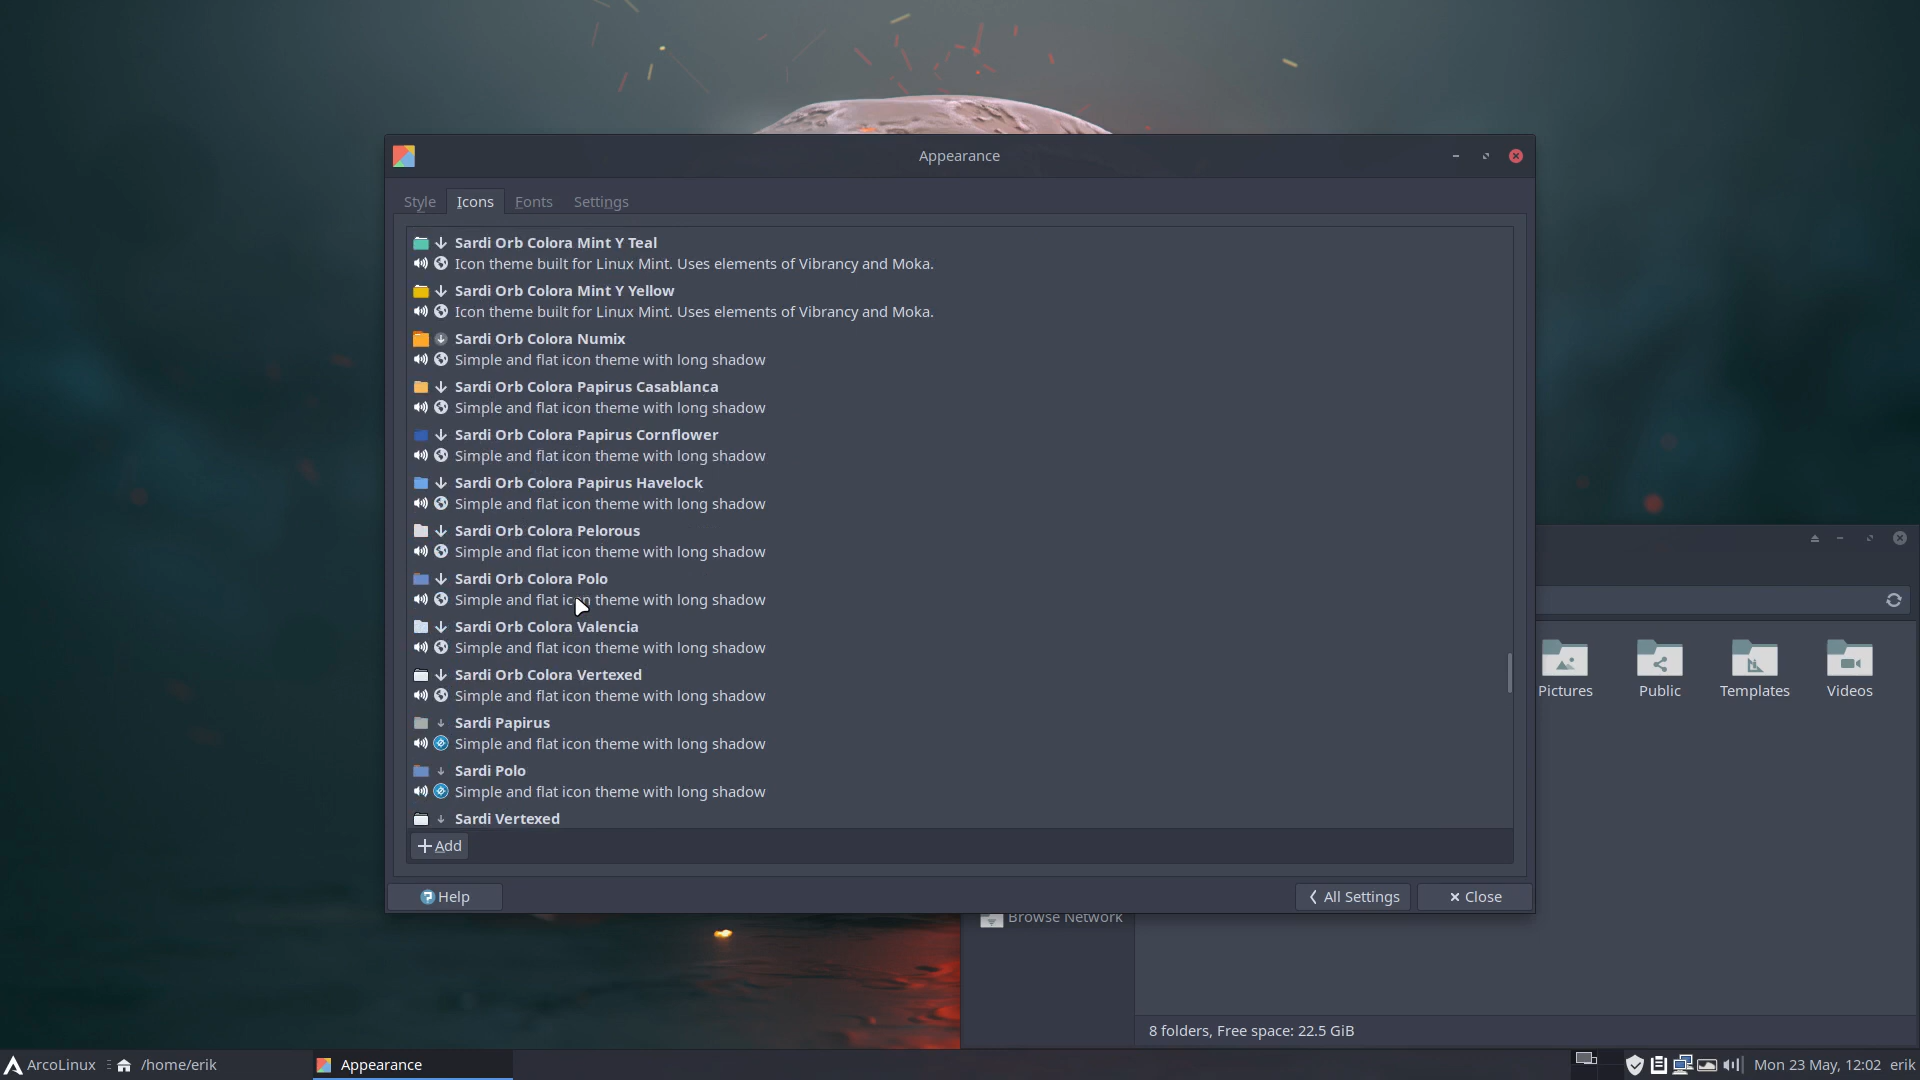 Appearance
Style Icons Fonts Settings
Sardi Orb Colora Mint Y Teal
Icon theme built for Linux Mint. Uses elements of Vibrancy and Moka.
Sardi Orb Colora Mint Y Yellow
Icon theme built for Linux Mint. Uses elements of Vibrancy and Moka.
Sardi Orb Colora Numix
Simple and flat icon theme with long shadow
Sardi Orb Colora Papirus Casablanca
Simple and flat icon theme with long shadow
Sardi Orb Colora Papirus Cornflower
Simple and flat icon theme with long shadow
Sardi Orb Colora Papirus Havelock
Simple and flat icon theme with long shadow
Sardi Orb Colora Pelorous
Simple and flat icon theme with long shadow
Sardi Orb Colora Polo
Simple and flat icon theme with long shadow
Sardi Orb Colora Valencia
Simple and flat icon theme with long shadow
Sardi Orb Colora Vertexed
Simple and flat icon theme with long shadow
Sardi Papirus
Simple and flat icon theme with long shadow
Sardi Polo
Simple and flat icon theme with long shadow
Sardi Vertexed
Add
Help
All Settings
Close
Pictures Public Templates Videos
Browse Network
8 folders, Free space: 22.5 GiB
ArcoLinux /home/erik Appearance Mon 23 May, 12:02 erik